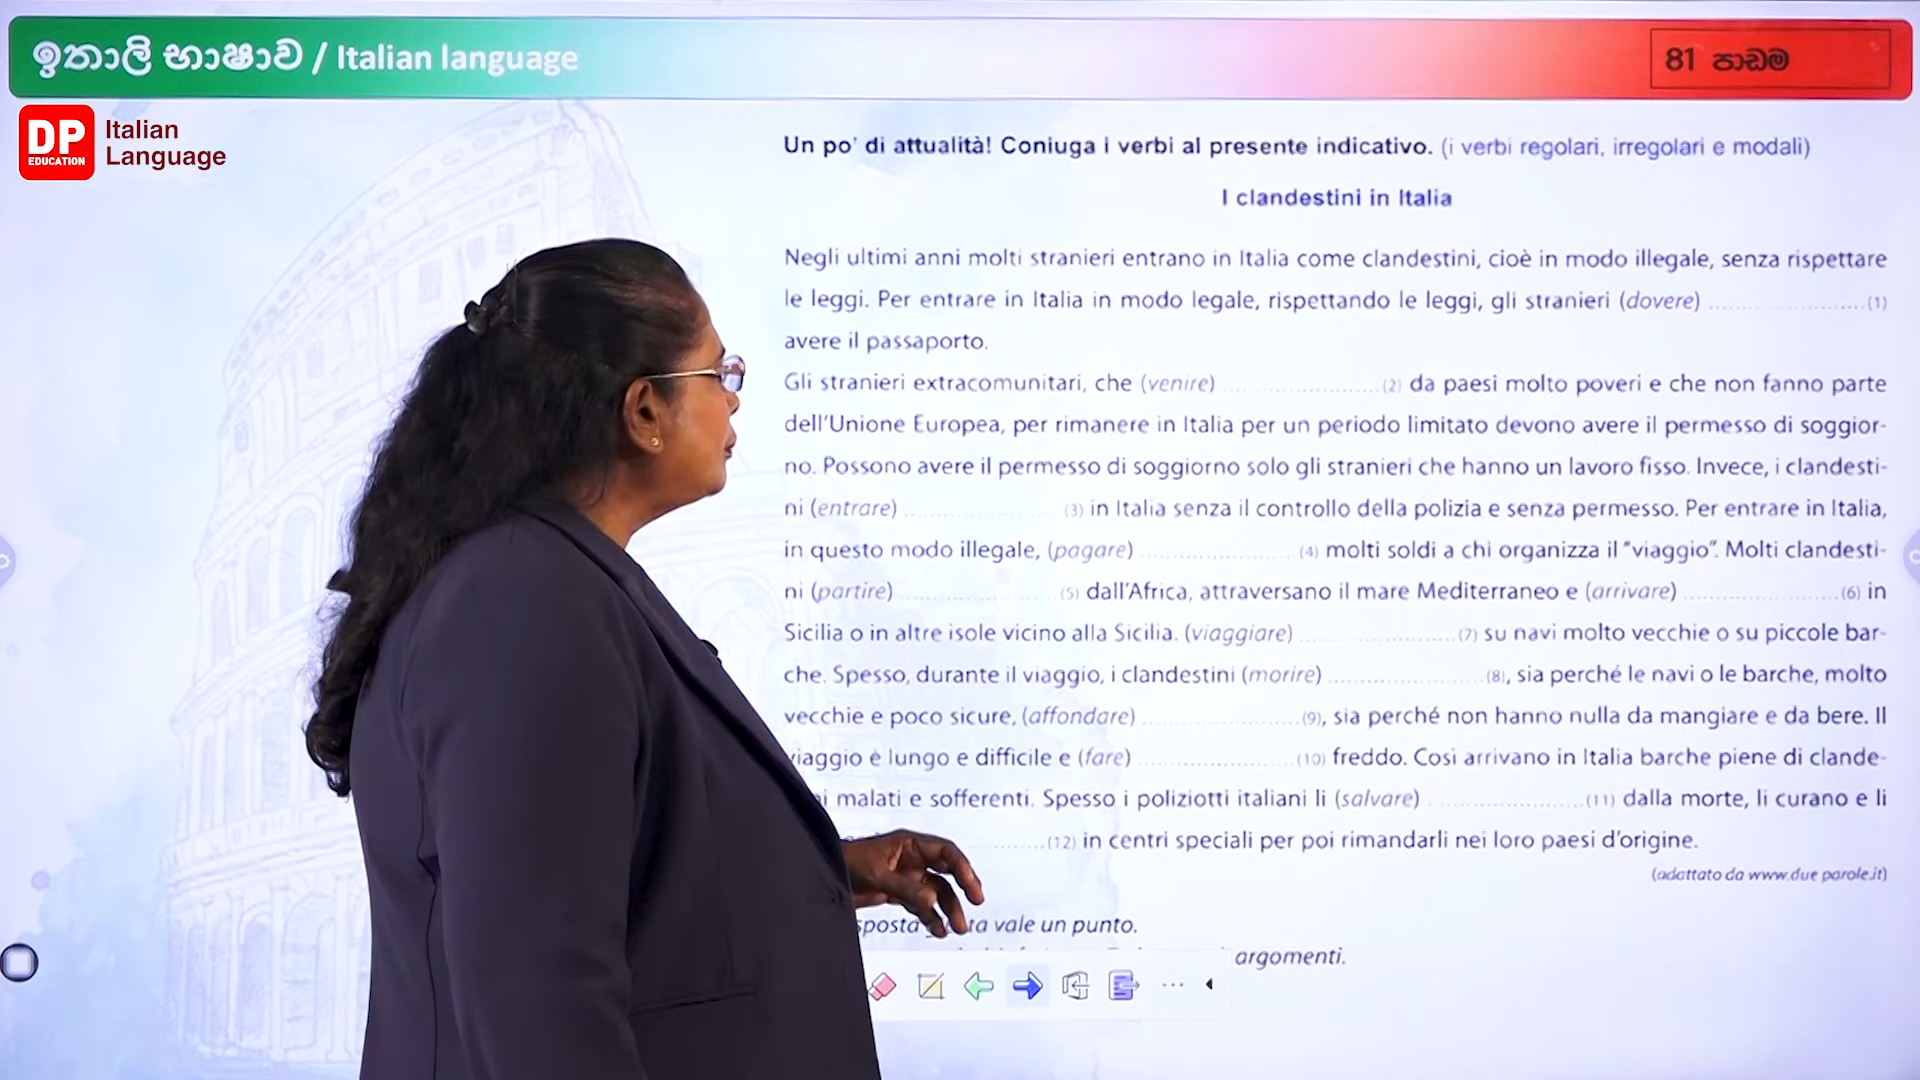 ඉතාලි භාෂාව / Italian language
81 පාඩම
DP
EDUCATION
Italian
Language
Un po' di attualità! Coniuga i verbi al presente indicativo. (i verbi regolari, irregolari e modali)
I clandestini in Italia
Negli ultimi anni molti stranieri entrano in Italia come clandestini, cioè in modo illegale, senza rispettare
le leggi. Per entrare in Italia in modo legale, rispettando le leggi, gli stranieri (dovere) ........................(1)
avere il passaporto.
Gli stranieri extracomunitari, che (venire) ........................(2) da paesi molto poveri e che non fanno parte
dell'Unione Europea, per rimanere in Italia per un periodo limitato devono avere il permesso di soggior-
no. Possono avere il permesso di soggiorno solo gli stranieri che hanno un lavoro fisso. Invece, i clandesti-
ni (entrare) ........................(3) in Italia senza il controllo della polizia e senza permesso. Per entrare in Italia,
in questo modo illegale, (pagare) ........................(4) molti soldi a chi organizza il "viaggio". Molti clandesti-
ni (partire) ........................(5) dall'Africa, attraversano il mare Mediterraneo e (arrivare) ........................(6) in
Sicilia o in altre isole vicino alla Sicilia. (viaggiare) ........................(7) su navi molto vecchie o su piccole bar-
che. Spesso, durante il viaggio, i clandestini (morire) ........................(8), sia perché le navi o le barche, molto
vecchie e poco sicure, (affondare) ........................(9), sia perché non hanno nulla da mangiare e da bere. Il
viaggio è lungo e difficile e (fare) ........................(10) freddo. Così arrivano in Italia barche piene di clande-
malati e sofferenti. Spesso i poliziotti italiani li (salvare) ........................(11) dalla morte, li curano e li
............(12) in centri speciali per poi rimandarli nei loro paesi d'origine.
(adattato da www.due parole.it)
sposta vale un punto.
argomenti.